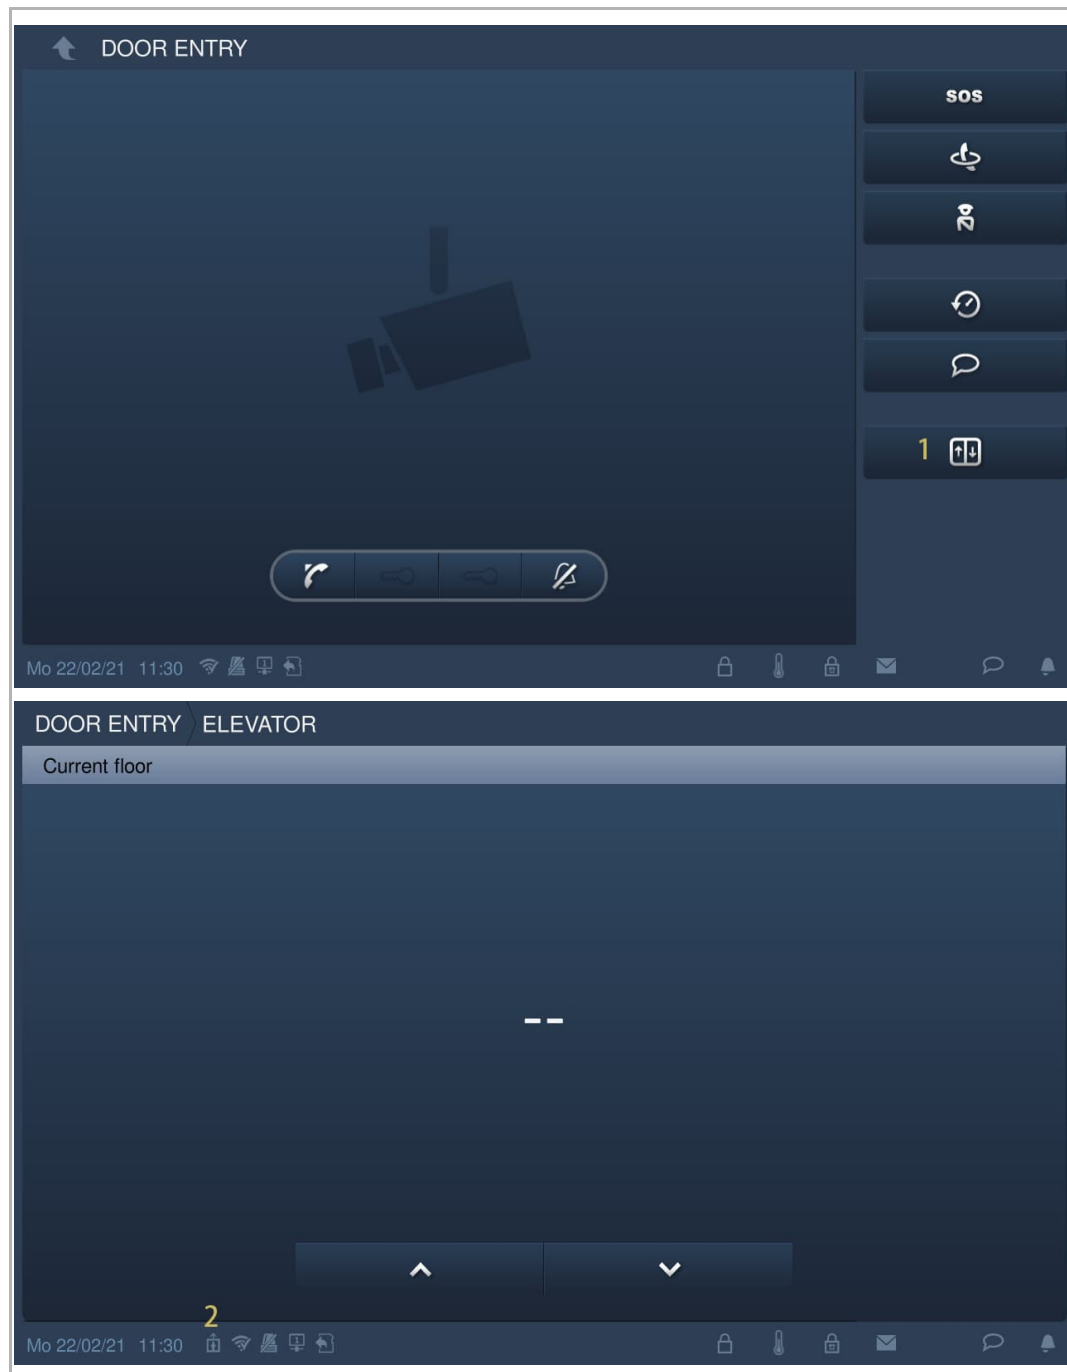 DOOR ENTRY
SOS
1
Mo 22/02/21 11:30
DOOR ENTRY ELEVATOR
Current floor
--
2
Mo 22/02/21 11:30